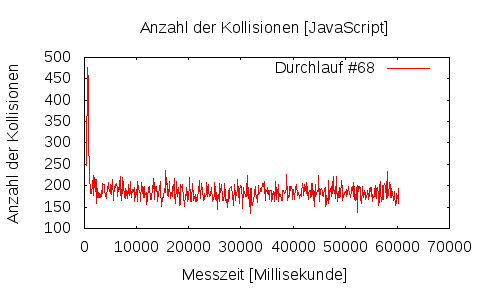 Anzahl der Kollisionen [JavaScript]
Anzahl der Kollisionen
500
450
400
350
300
250
200
150
100
Durchlauf #68
0 10000 20000 30000 40000 50000 60000 70000
Messzeit [Millisekunde]